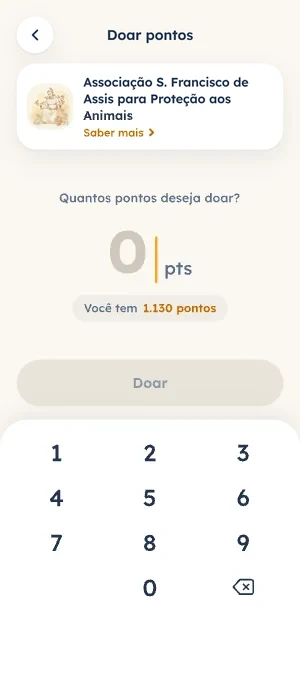 Doar pontos
Associação S. Francisco de
Assis para Proteção aos
Animais
Saber mais
Quantos pontos deseja doar?
0 pts
Você tem 1.130 pontos
Doar
1 2 3
4 5 6
7 8 9
0